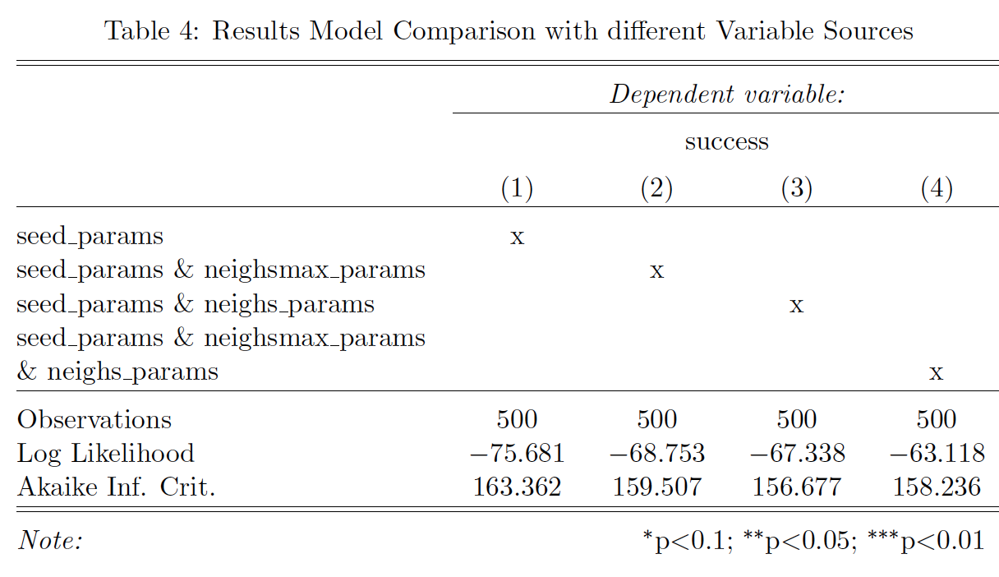 Table 4: Results Model Comparison with different Variable Sources
Dependent variable:
success
(1) (2) (3) (4)
seed_params x
seed_params & neighsmax_params x
seed_params & neighs_params x
seed_params & neighsmax_params
& neighs_params x
Observations 500 500 500 500
Log Likelihood −75.681 −68.753 −67.338 −63.118
Akaike Inf. Crit. 163.362 159.507 156.677 158.236
Note: *p<0.1; **p<0.05; ***p<0.01